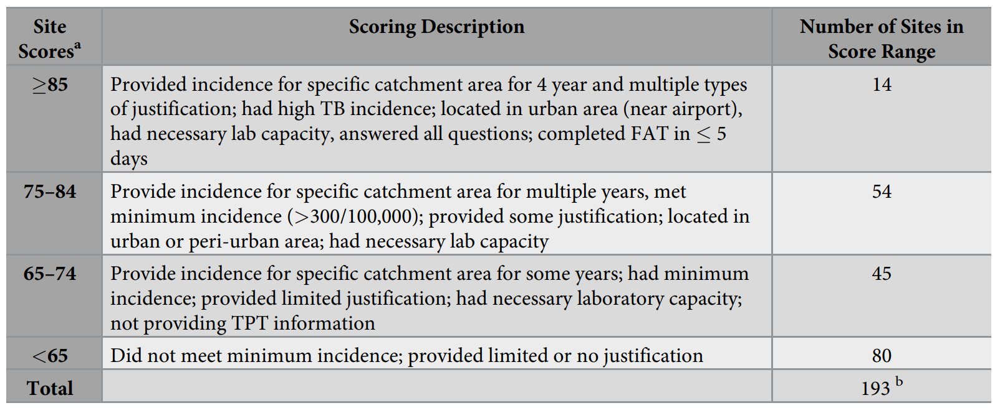 Site Scoresᵃ Scoring Description Number of Sites in Score Range
≥85 Provided incidence for specific catchment area for 4 year and multiple types 14
of justification; had high TB incidence; located in urban area (near airport),
had necessary lab capacity, answered all questions; completed FAT in ≤ 5
days
75–84 Provide incidence for specific catchment area for multiple years, met 54
minimum incidence (>300/100,000); provided some justification; located in
urban or peri-urban area; had necessary lab capacity
65–74 Provide incidence for specific catchment area for some years; had minimum 45
incidence; provided limited justification; had necessary laboratory capacity;
not providing TPT information
<65 Did not meet minimum incidence; provided limited or no justification 80
Total 193 ᵇ